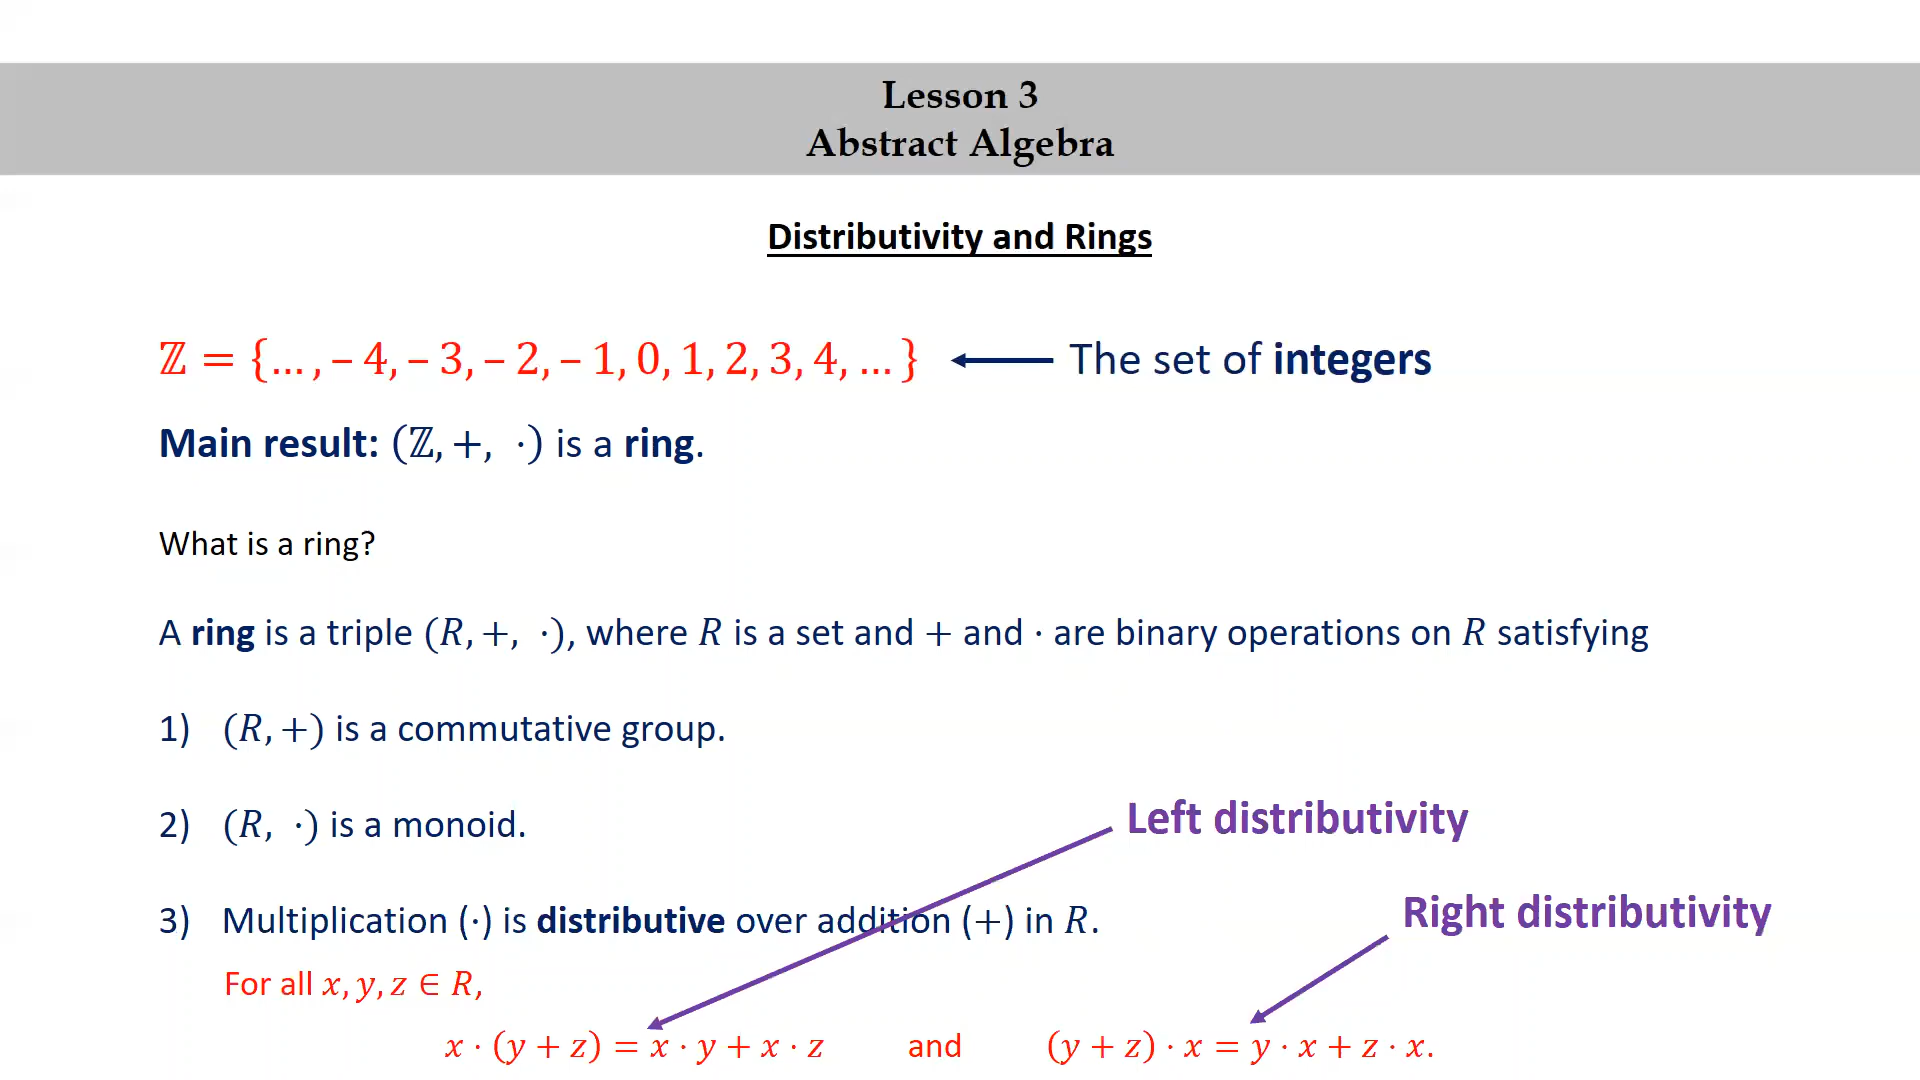 Lesson 3
Abstract Algebra
Distributivity and Rings
ℤ = {… , – 4, – 3, – 2, – 1, 0, 1, 2, 3, 4, … } The set of integers
Main result: (ℤ, +, ·) is a ring.
What is a ring?
A ring is a triple (𝑅, +, ·), where 𝑅 is a set and + and · are binary operations on 𝑅 satisfying
1) (𝑅, +) is a commutative group.
2) (𝑅, ·) is a monoid.
Left distributivity
Right distributivity
3) Multiplication (·) is distributive over addition (+) in 𝑅.
For all 𝑥, 𝑦, 𝑧 ∈ 𝑅,
𝑥 · (𝑦 + 𝑧) = 𝑥 · 𝑦 + 𝑥 · 𝑧 and (𝑦 + 𝑧) · 𝑥 = 𝑦 · 𝑥 + 𝑧 · 𝑥.